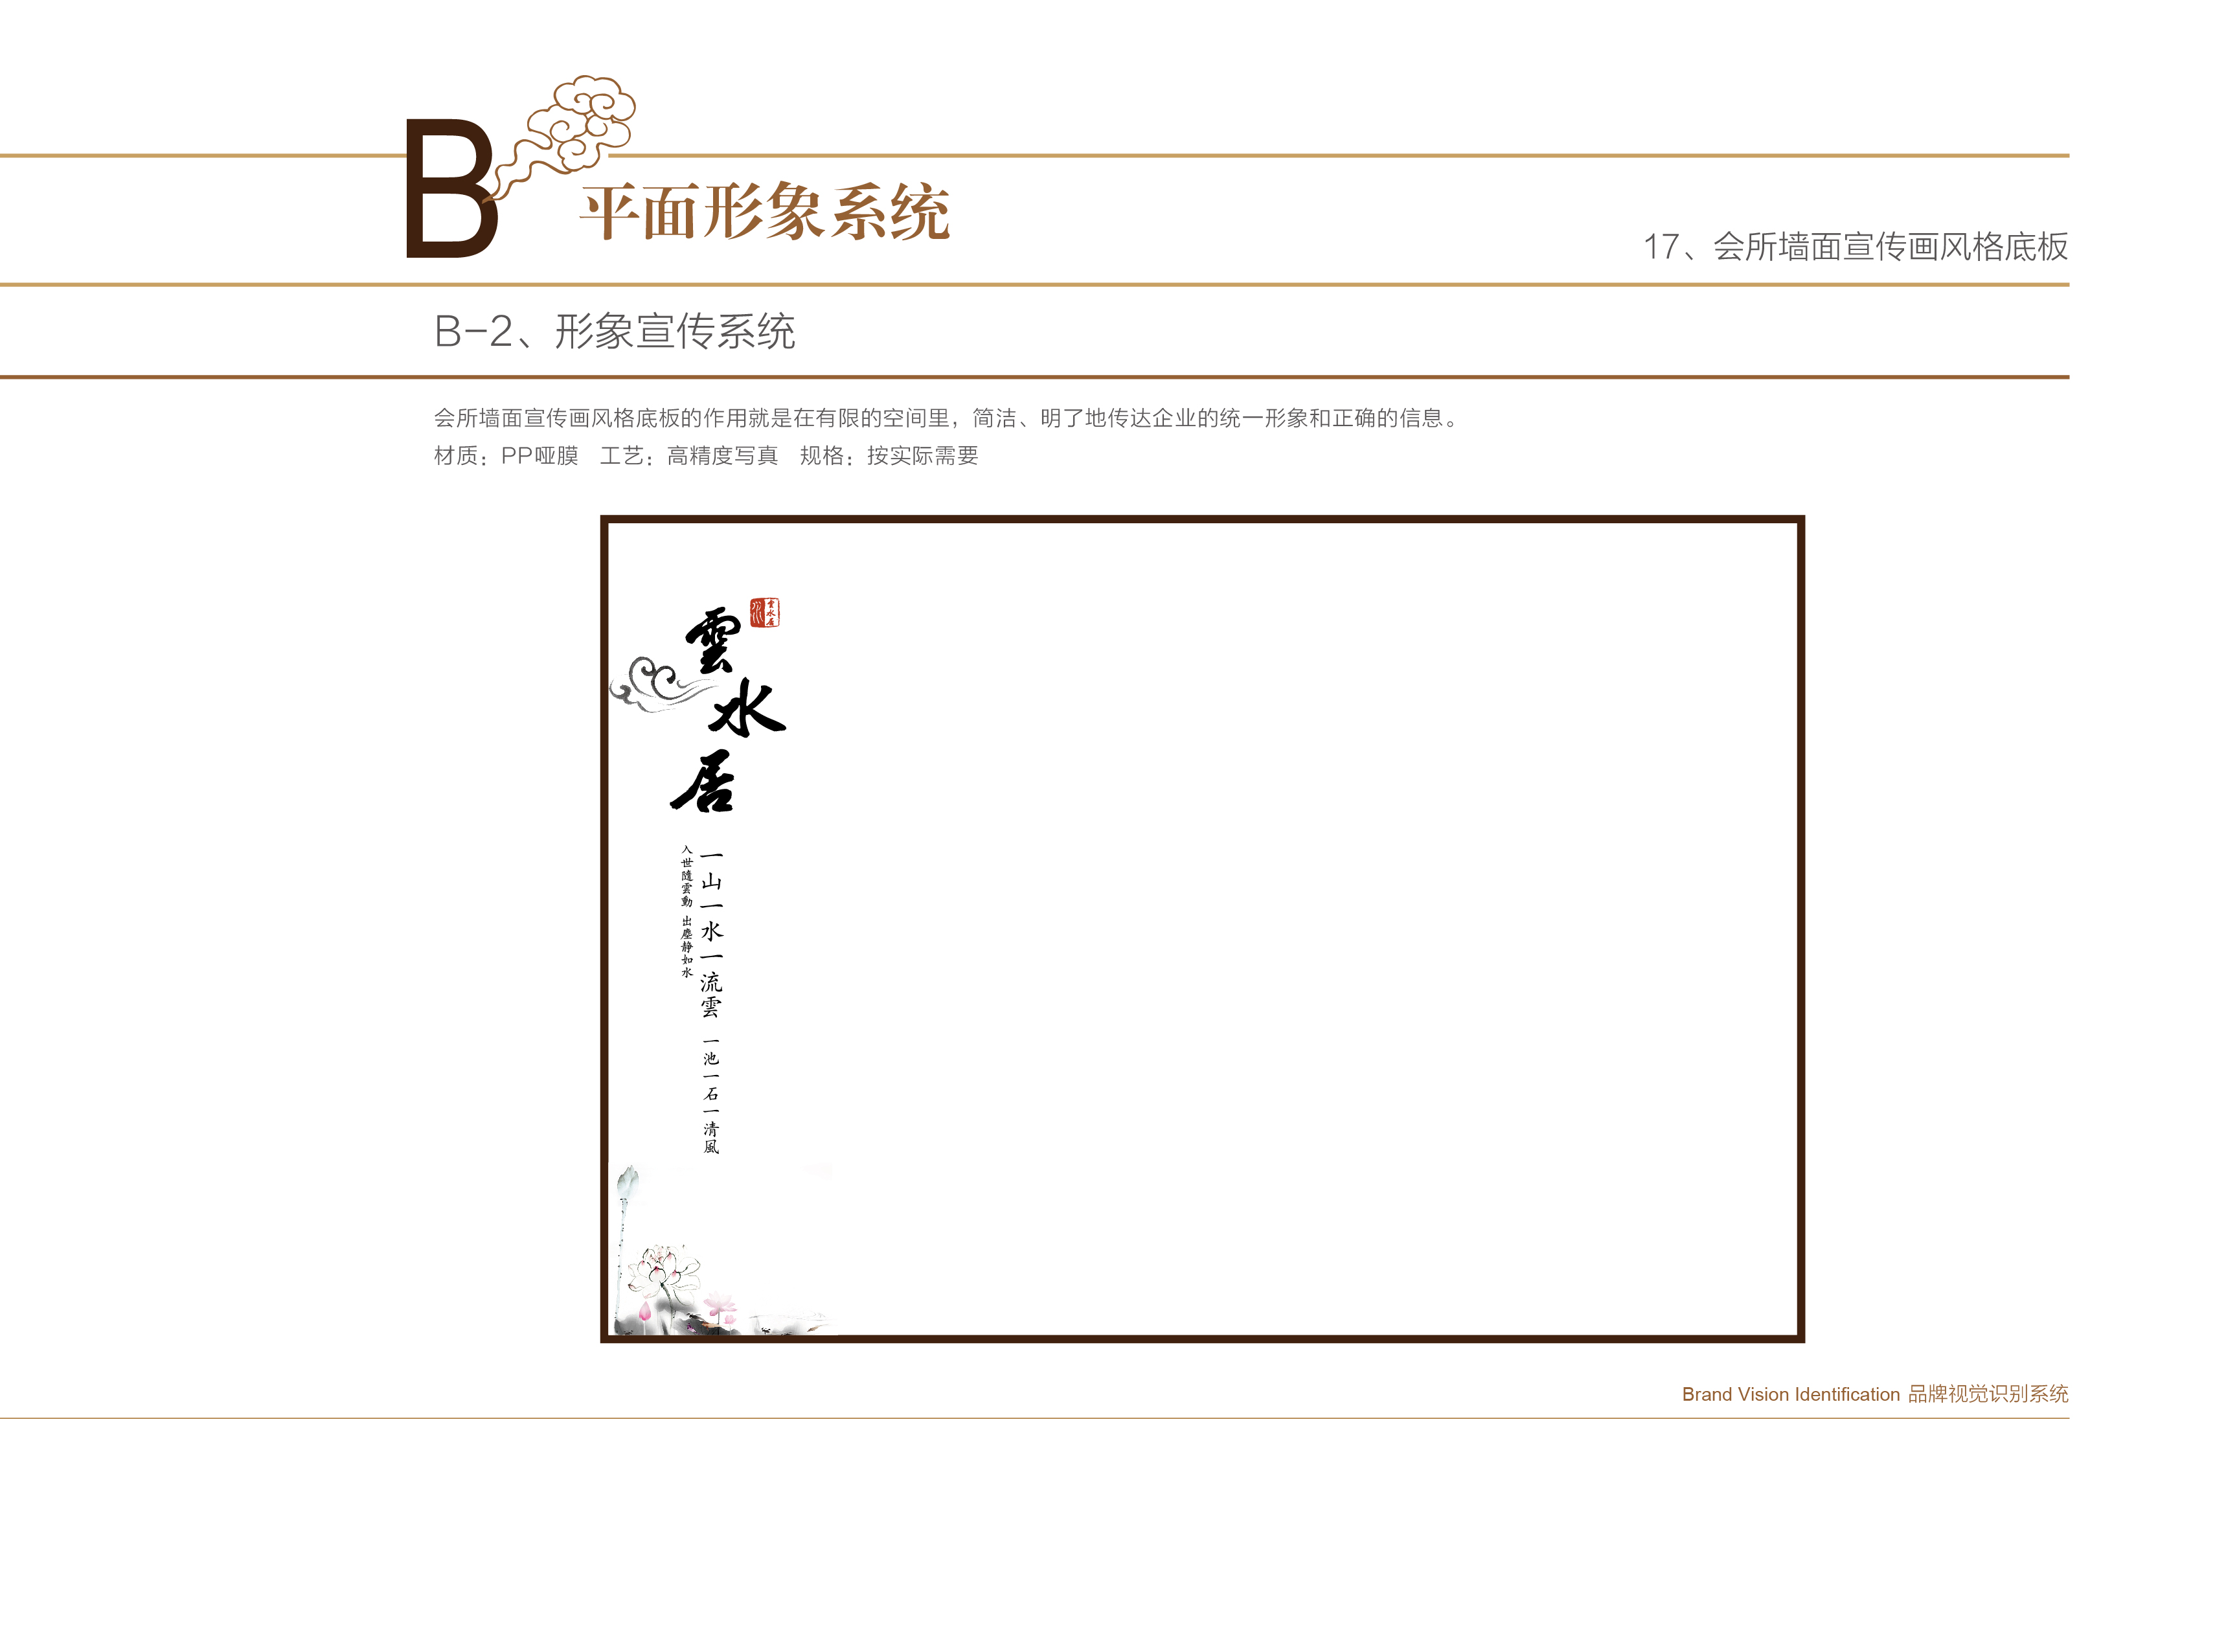 B
平面形象系统
17、会所墙面宣传画风格底板
B-2、形象宣传系统
会所墙面宣传画风格底板的作用就是在有限的空间里，简洁、明了地传达企业的统一形象和正确的信息。
材质：PP哑膜 工艺：高精度写真 规格：按实际需要
雲水居
雲水居
一山一水一流雲 一池一石一清風
入世隨雲動 出塵静如水
Brand Vision Identification 品牌视觉识别系统